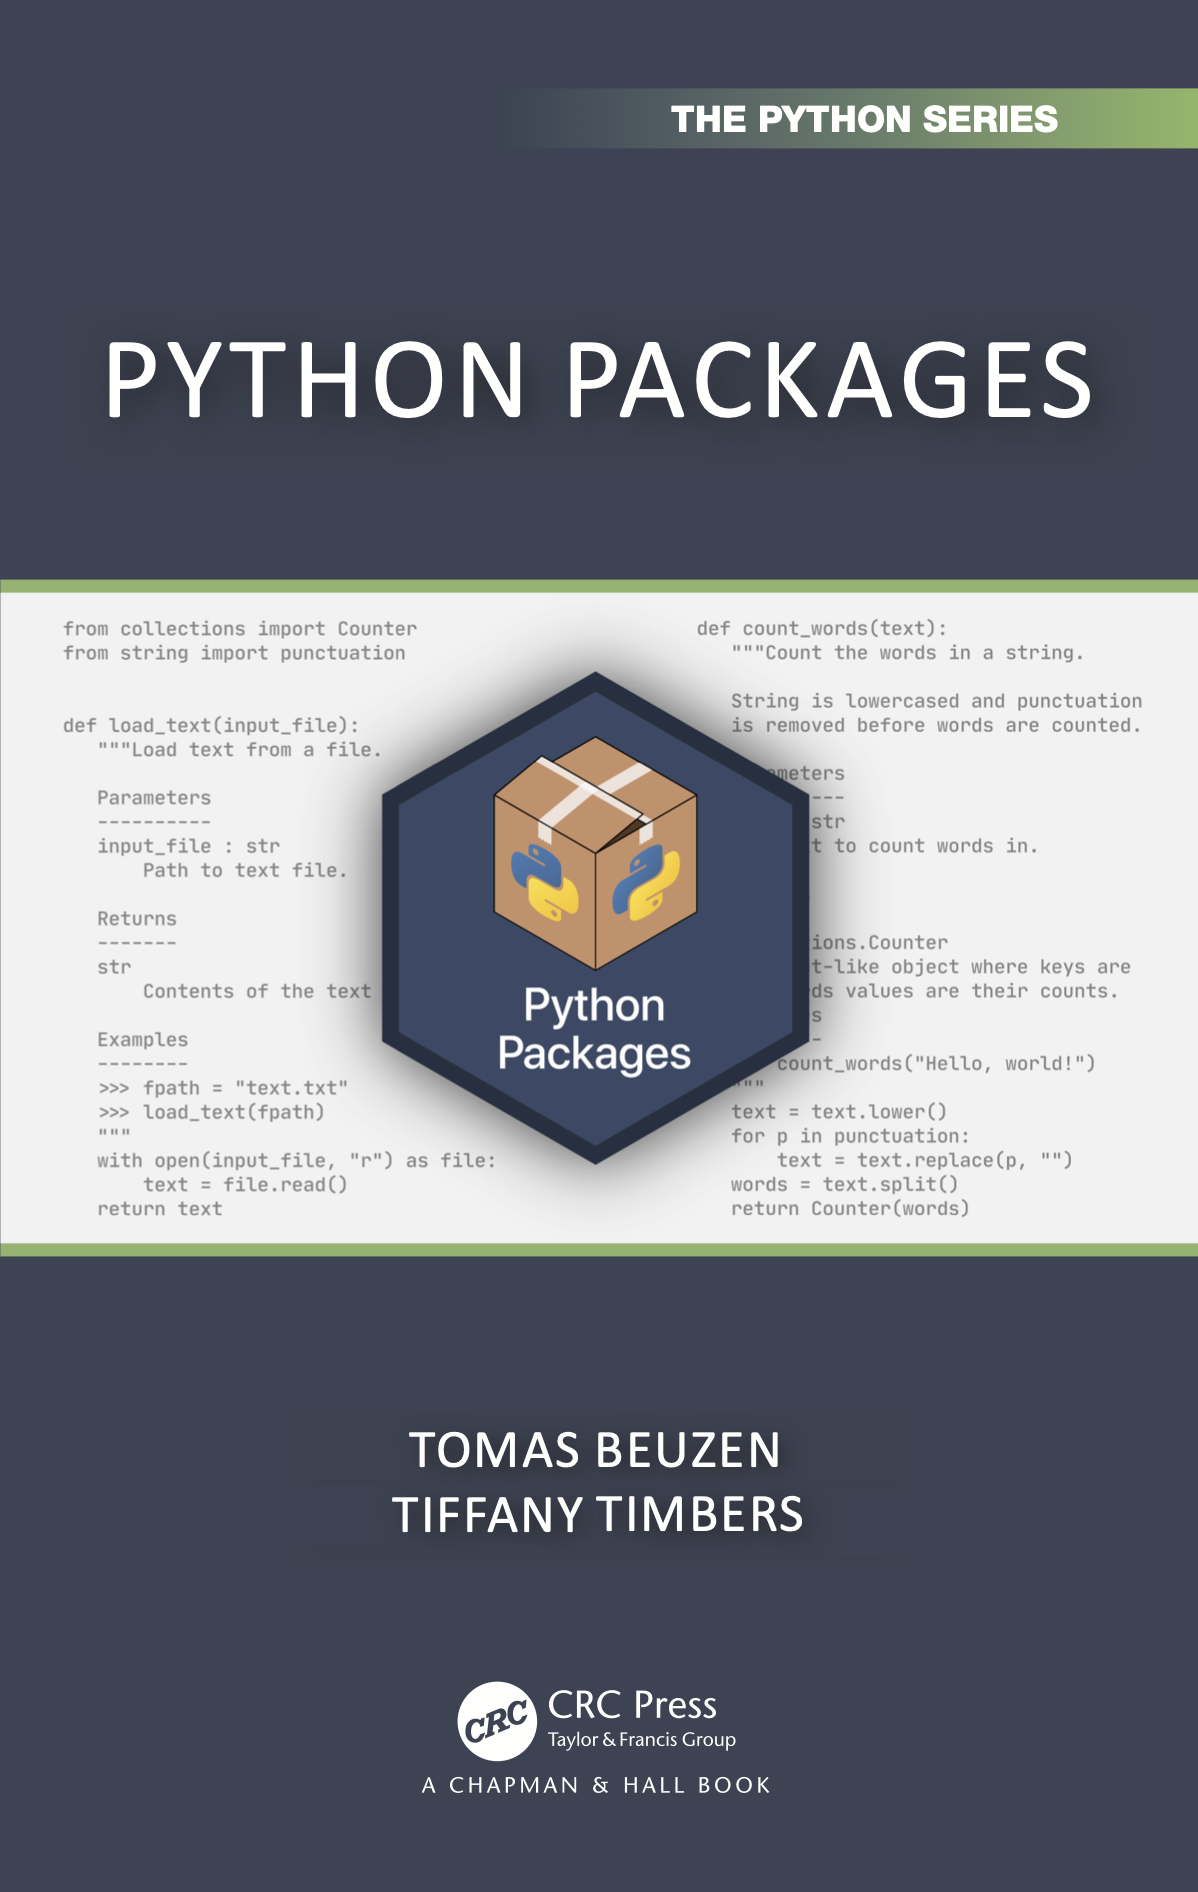 THE PYTHON SERIES
PYTHON PACKAGES
from collections import Counter
from string import punctuation
def load_text(input_file):
"""Load text from a file.
Parameters
----------
input_file : str
Path to text file.
Returns
-------
str
Contents of the text
Examples
--------
>>> fpath = "text.txt"
>>> load_text(fpath)
"""
with open(input_file, "r") as file:
text = file.read()
return text
def count_words(text):
"""Count the words in a string.
String is lowercased and punctuation
is removed before words are counted.
---
str
to count words in.
object where keys are
values are their counts.
count_words("Hello, world!")
"""
text = text.lower()
for p in punctuation:
text = text.replace(p, "")
words = text.split()
return Counter(words)
Python
Packages
TOMAS BEUZEN
TIFFANY TIMBERS
CRC
CRC Press
Taylor & Francis Group
A CHAPMAN & HALL BOOK